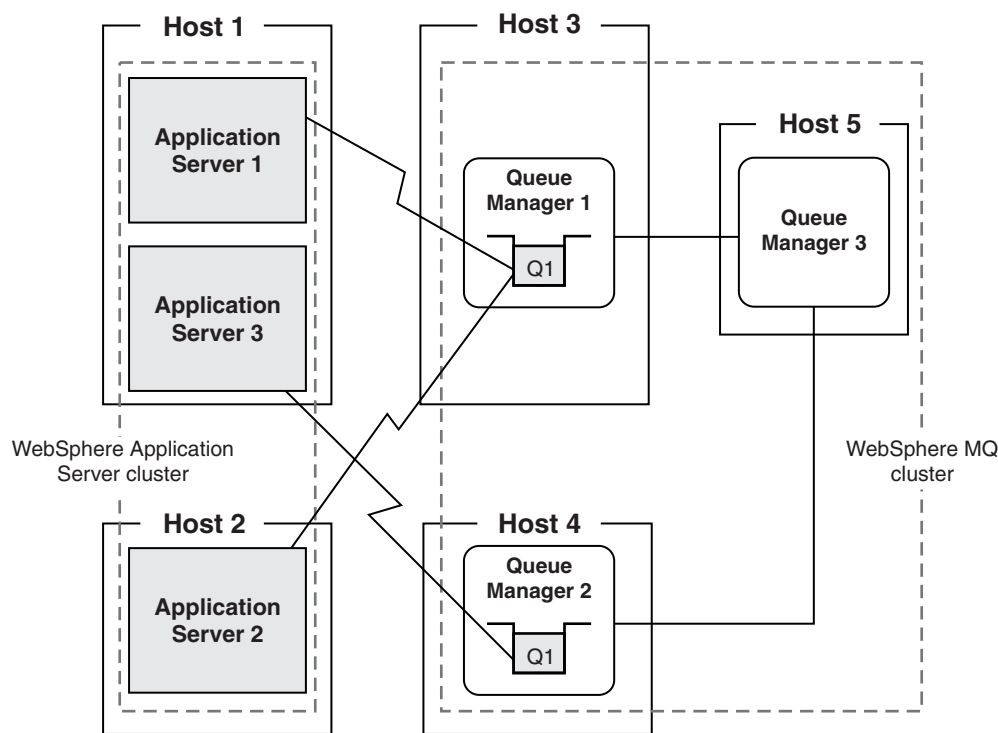 Host 1
Application
Server 1
Application
Server 3
WebSphere Application
Server cluster
Host 2
Application
Server 2
Host 3
Queue
Manager 1
Q1
Host 4
Queue
Manager 2
Q1
Host 5
Queue
Manager 3
WebSphere MQ
cluster